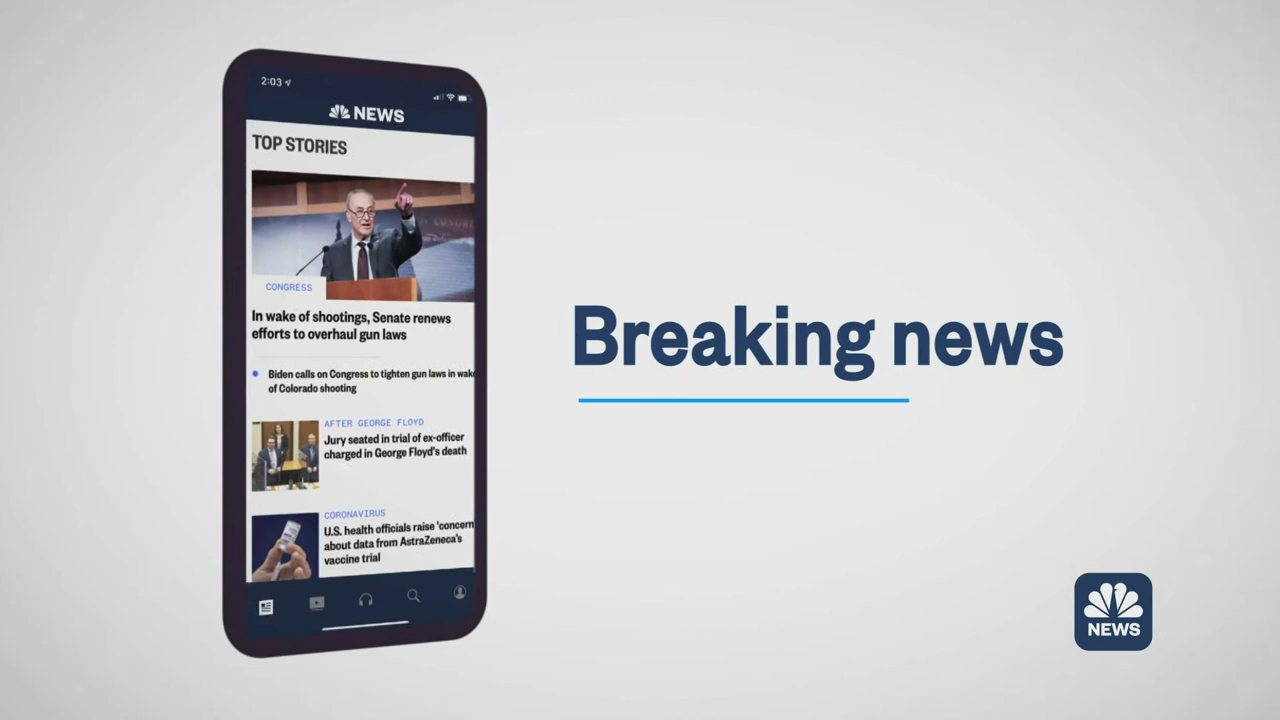 2:03
NEWS
TOP STORIES
CONGRESS
In wake of shootings, Senate renews
efforts to overhaul gun laws
Biden calls on Congress to tighten gun laws in wake
of Colorado shooting
AFTER GEORGE FLOYD
Jury seated in trial of ex-officer
charged in George Floyd's death
CORONAVIRUS
U.S. health officials raise 'concern
about data from AstraZeneca's
vaccine trial
Breaking news
NEWS